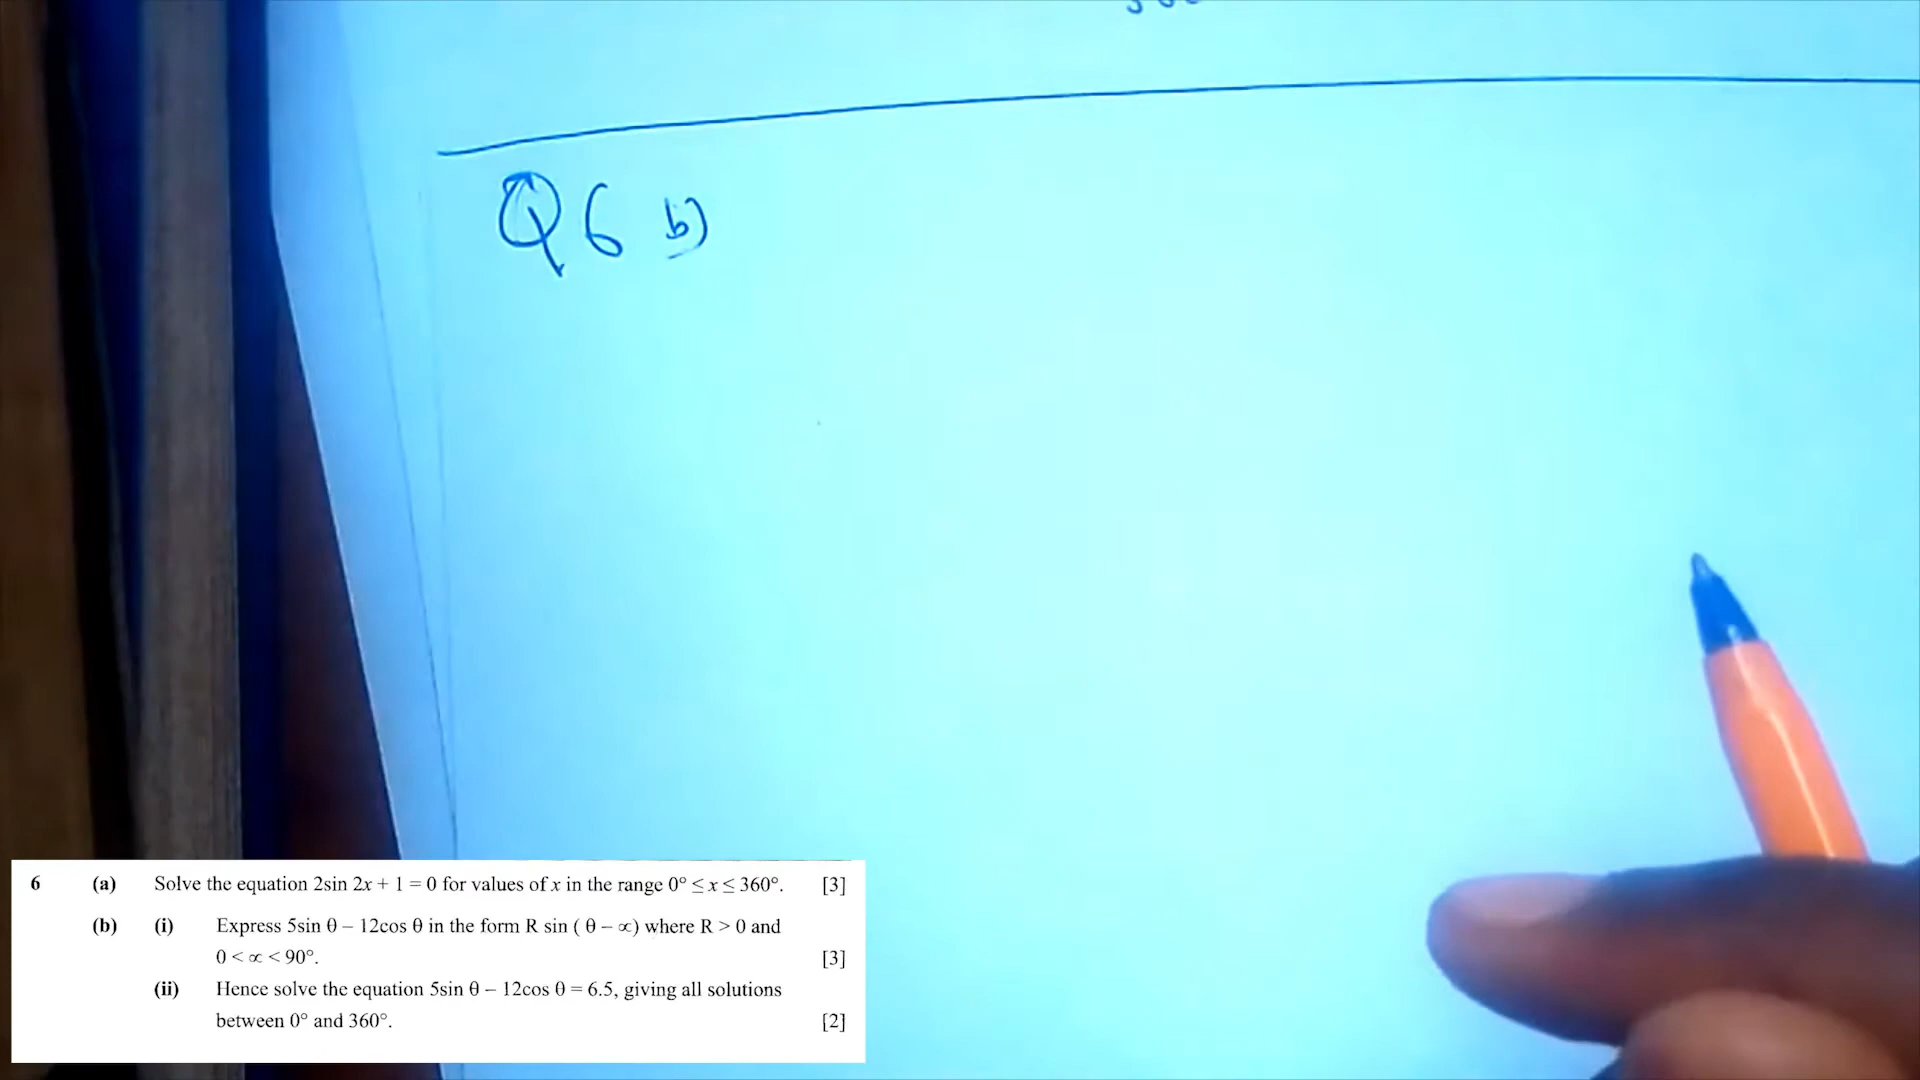 Q6 b)
6 (a) Solve the equation 2sin 2x + 1 = 0 for values of x in the range 0° ≤ x ≤ 360°. [3]
(b) (i) Express 5sin θ – 12cos θ in the form R sin ( θ – ∝) where R > 0 and
0 < ∝ < 90°. [3]
(ii) Hence solve the equation 5sin θ – 12cos θ = 6.5, giving all solutions
between 0° and 360°. [2]